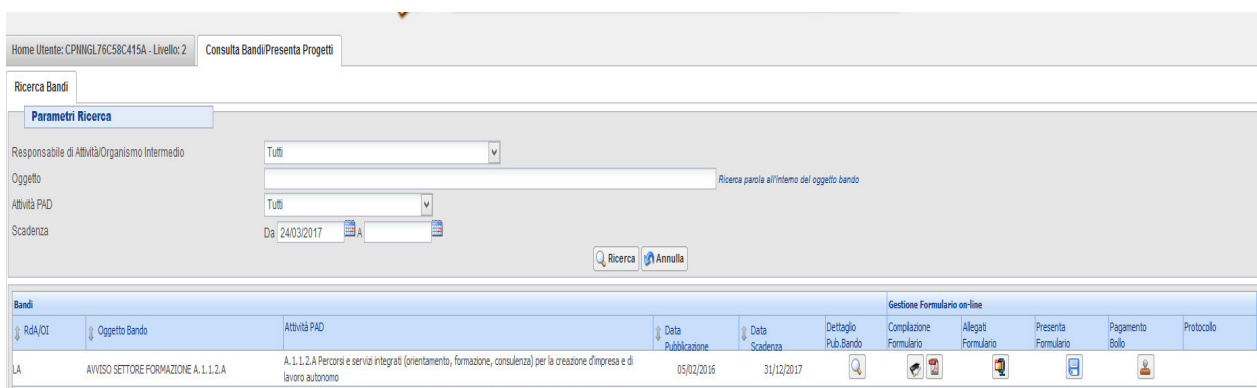 Home Utente: CPNNGL76C58C415A - Livello: 2 Consulta Bandi/Presenta Progetti
Ricerca Bandi
Parametri Ricerca
Responsabile di Attività/Organismo Intermedio Tutti
Oggetto Ricerca parola all'interno del oggetto bando
Attività PAD Tutti
Scadenza Da 24/03/2017 A
Ricerca Annulla
Bandi Gestione Formulario on-line
RdA/OI Oggetto Bando Attività PAD Data Pubblicazione Data Scadenza Dettaglio Pub.Bando Compilazione Formulario Allegati Formulario Presenta Formulario Pagamento Bollo Protocollo
LA AVVISO SETTORE FORMAZIONE A.1.1.2.A A.1.1.2.A Percorsi e servizi integrati (orientamento, formazione, consulenza) per la creazione d'impresa e di
lavoro autonomo 05/02/2016 31/12/2017